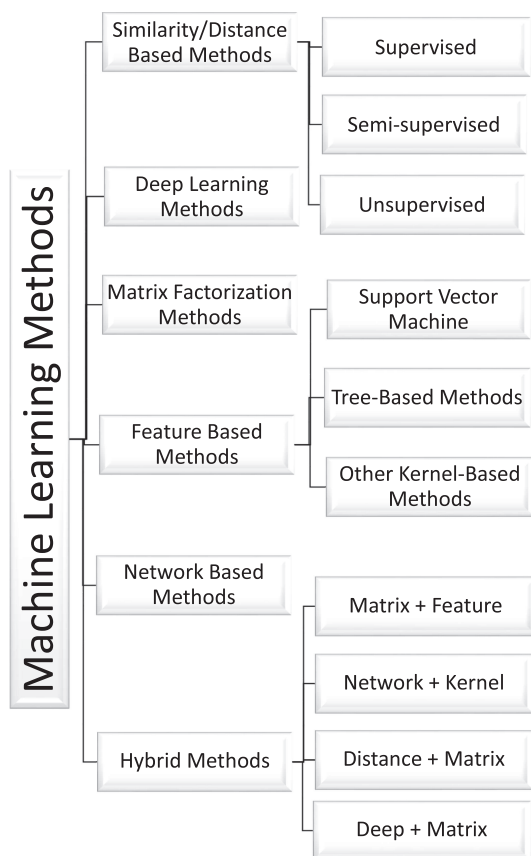 Machine Learning Methods
Similarity/Distance
Based Methods
Supervised
Semi-supervised
Unsupervised
Deep Learning
Methods
Matrix Factorization
Methods
Feature Based
Methods
Support Vector
Machine
Tree-Based Methods
Other Kernel-Based
Methods
Network Based
Methods
Hybrid Methods
Matrix + Feature
Network + Kernel
Distance + Matrix
Deep + Matrix